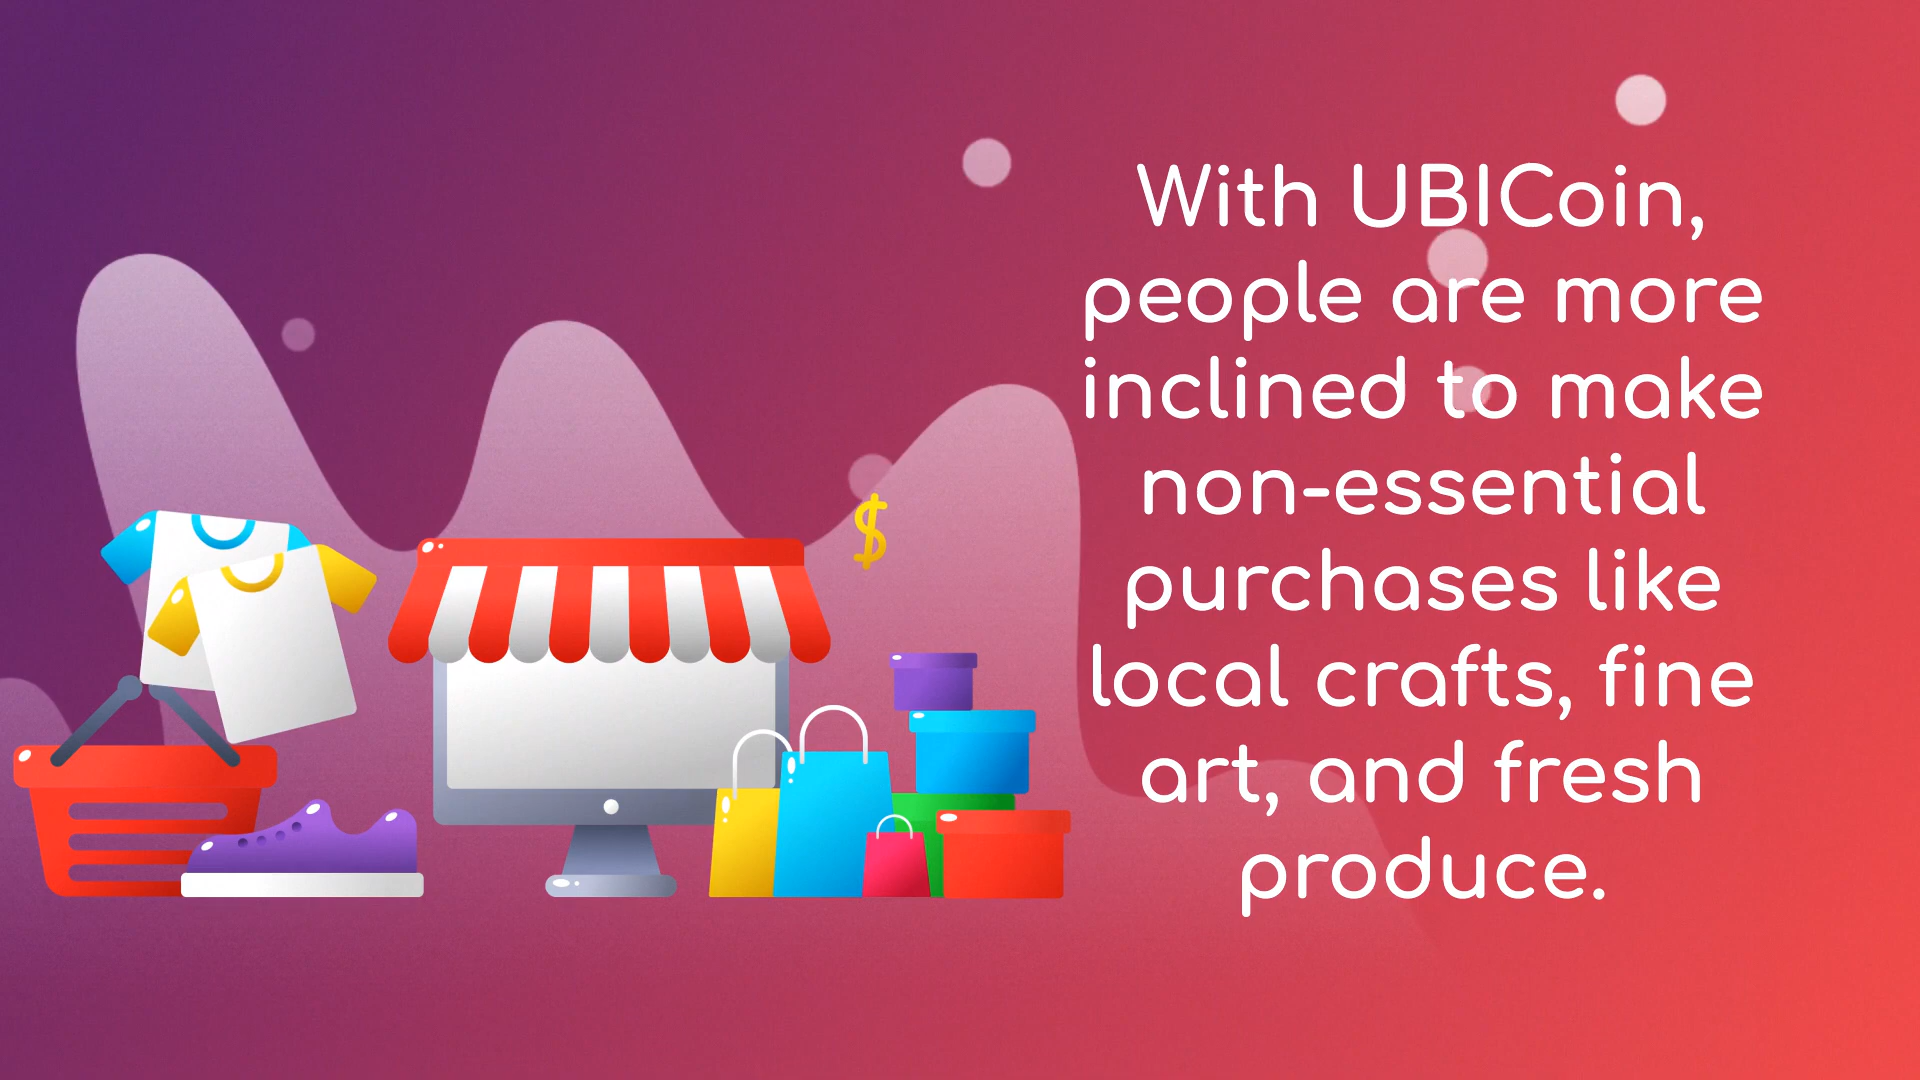 With UBICoin,
people are more
inclined to make
non-essential
purchases like
local crafts, fine
art, and fresh
produce.
$